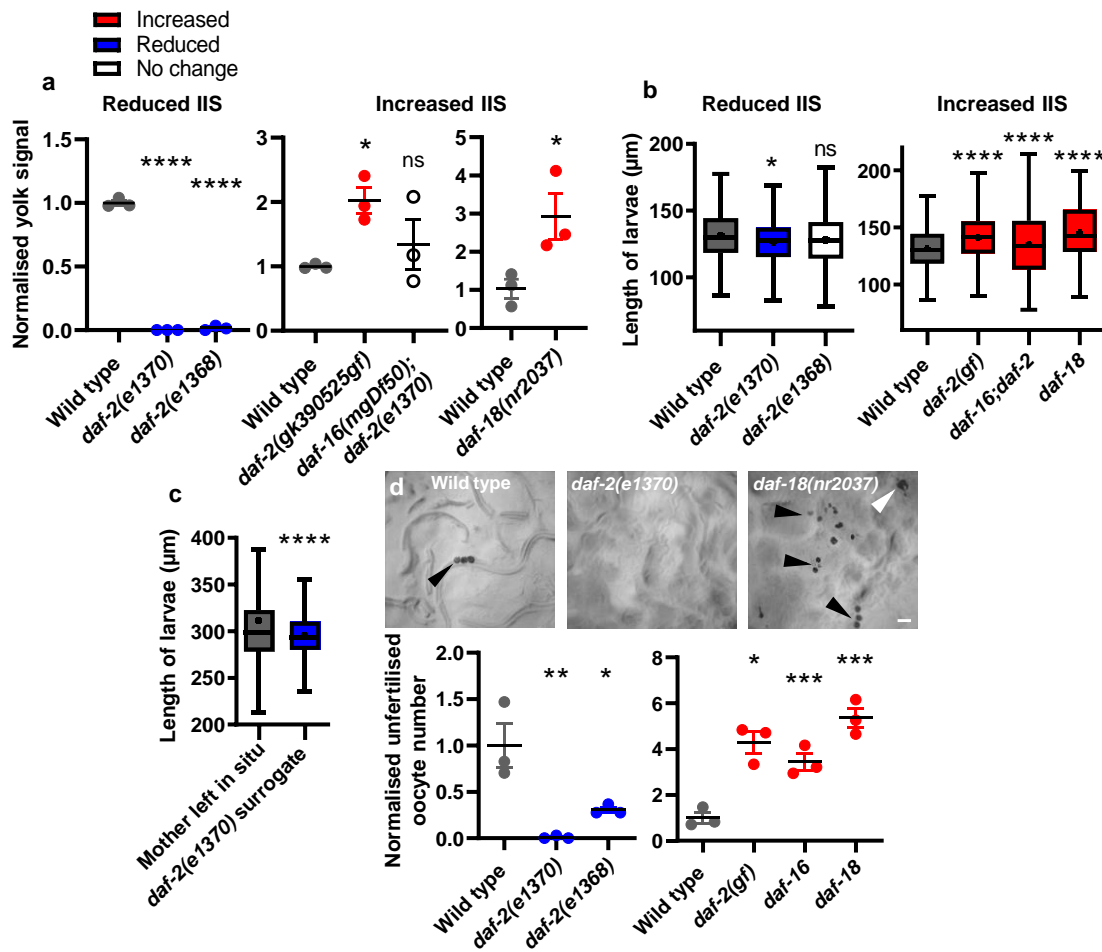 Increased
Reduced
No change
a
Reduced IIS
Increased IIS
Normalised yolk signal
1.5
1.0
0.5
0.0
****
****
Wild type
daf-2(e1370)
daf-2(e1368)
3
2
1
0
*
ns
Wild type
daf-2(gk390525gf)
daf-16(mgDf50);
daf-2(e1370)
5
4
3
2
1
0
*
Wild type
daf-18(nr2037)
b
Reduced IIS
Increased IIS
Length of larvae (µm)
200
150
100
*
ns
Wild type
daf-2(e1370)
daf-2(e1368)
200
150
100
****
****
****
Wild type
daf-2(gf)
daf-16;daf-2
daf-18
c
Length of larvae (µm)
400
350
300
250
200
****
Mother left in situ
daf-2(e1370) surrogate
d
Wild type
daf-2(e1370)
daf-18(nr2037)
Normalised unfertilised
oocyte number
2.0
1.5
1.0
0.5
0.0
**
*
Wild type
daf-2(e1370)
daf-2(e1368)
8
6
4
2
0
*
***
***
Wild type
daf-2(gf)
daf-16
daf-18